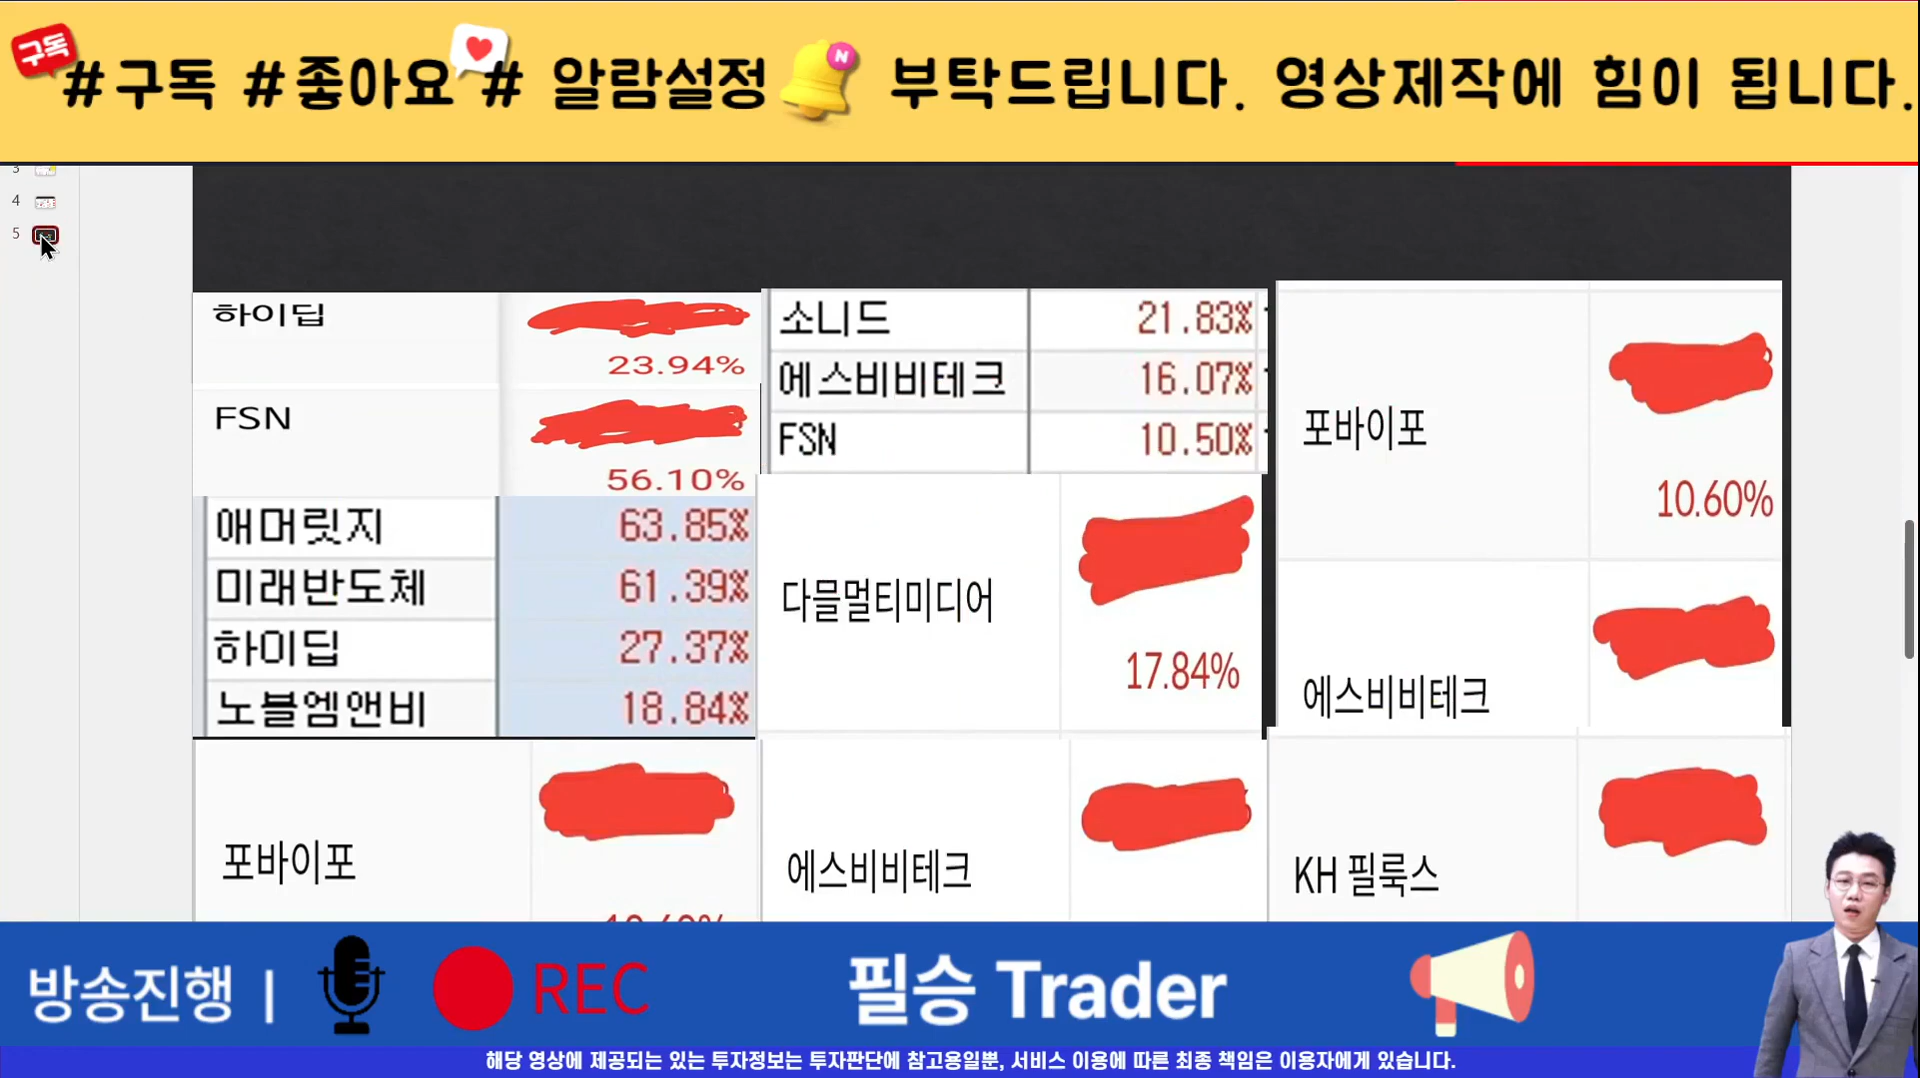 구독
#구독 #좋아요 # 알람설정 N 부탁드립니다. 영상제작에 힘이 됩니다.
3
4
5
하이딥
23.94%
FSN
56.10%
애머릿지 63.85%
미래반도체 61.39%
하이딥 27.37%
노블엠앤비 18.84%
소니드 21.83%
에스비비테크 16.07%
FSN 10.50%
다믈멀티미디어
17.84%
포바이포
10.60%
에스비비테크
포바이포
에스비비테크
KH 필룩스
방송진행 | REC 필승 Trader
해당 영상에 제공되는 있는 투자정보는 투자판단에 참고용일뿐, 서비스 이용에 따른 최종 책임은 이용자에게 있습니다.